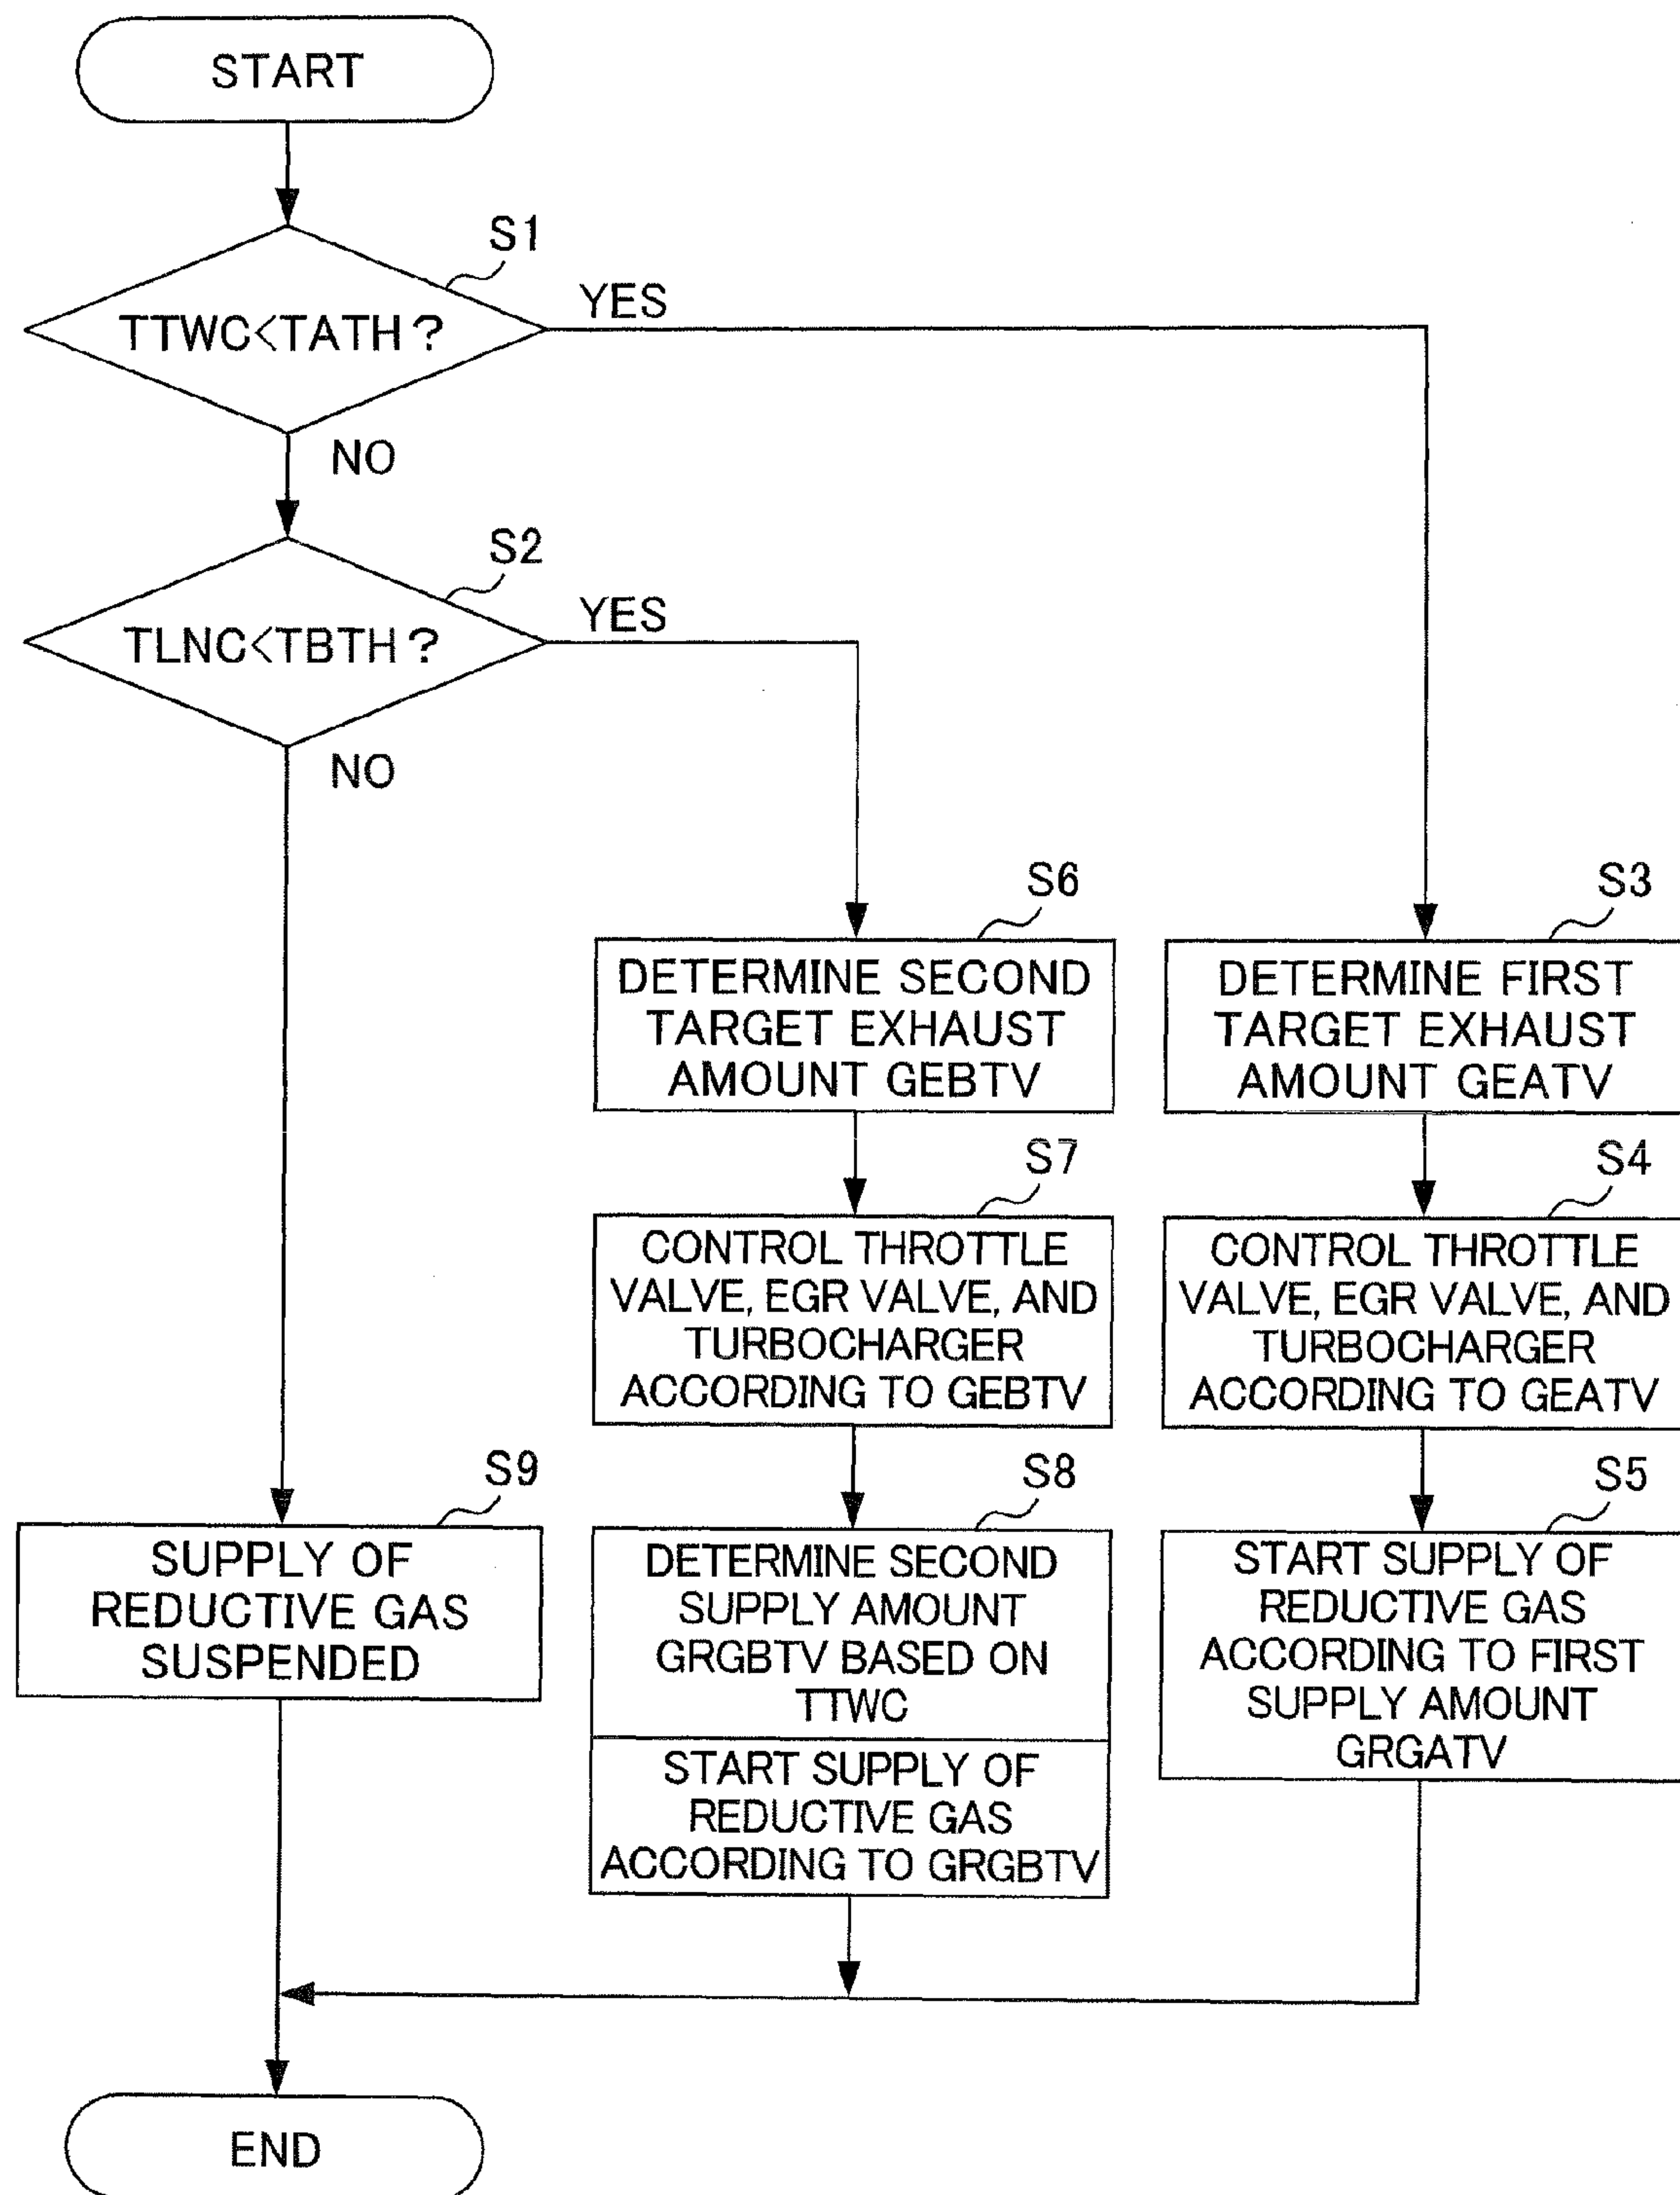 START
S1
TTWC<TATH?
YES
NO
S2
TLNC<TBTH?
YES
NO
S6
DETERMINE SECOND
TARGET EXHAUST
AMOUNT GEBTV
S3
DETERMINE FIRST
TARGET EXHAUST
AMOUNT GEATV
S7
CONTROL THROTTLE
VALVE, EGR VALVE, AND
TURBOCHARGER
ACCORDING TO GEBTV
S4
CONTROL THROTTLE
VALVE, EGR VALVE, AND
TURBOCHARGER
ACCORDING TO GEATV
S9
SUPPLY OF
REDUCTIVE GAS
SUSPENDED
S8
DETERMINE SECOND
SUPPLY AMOUNT
GRGBTV BASED ON
TTWC
START SUPPLY OF
REDUCTIVE GAS
ACCORDING TO GRGBTV
S5
START SUPPLY OF
REDUCTIVE GAS
ACCORDING TO FIRST
SUPPLY AMOUNT
GRGATV
END